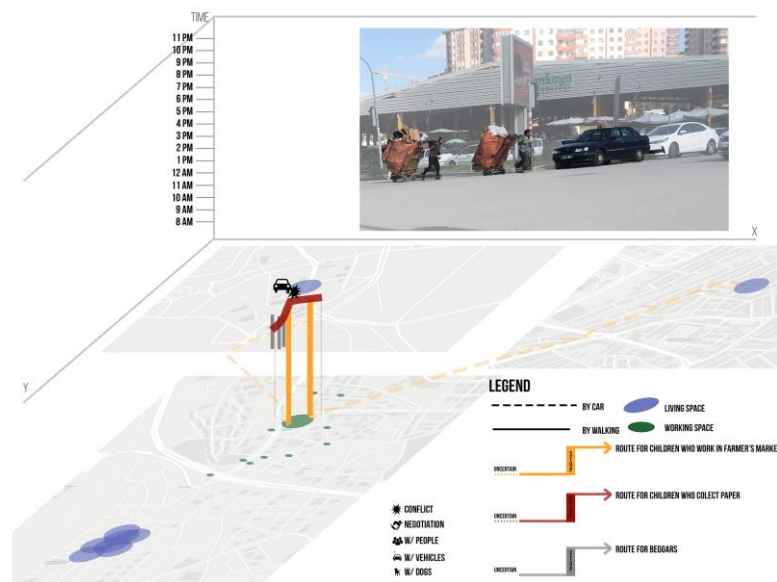 TIME
11 PM
10 PM
9 PM
8 PM
7 PM
6 PM
5 PM
4 PM
3 PM
2 PM
1 PM
12 AM
11 AM
10 AM
9 AM
8 AM
X
Y
LEGEND
BY CAR
LIVING SPACE
BY WALKING
WORKING SPACE
ROUTE FOR CHILDREN WHO WORK IN FARMER'S MARKE
STOP
UNCERTAIN
ROUTE FOR CHILDREN WHO COLECT PAPER
UNCERTAIN
ROUTE FOR BEGGARS
UNCERTAIN
CONFLICT
NEGOTIATION
W/ PEOPLE
W/ VEHICLES
W/ DOGS